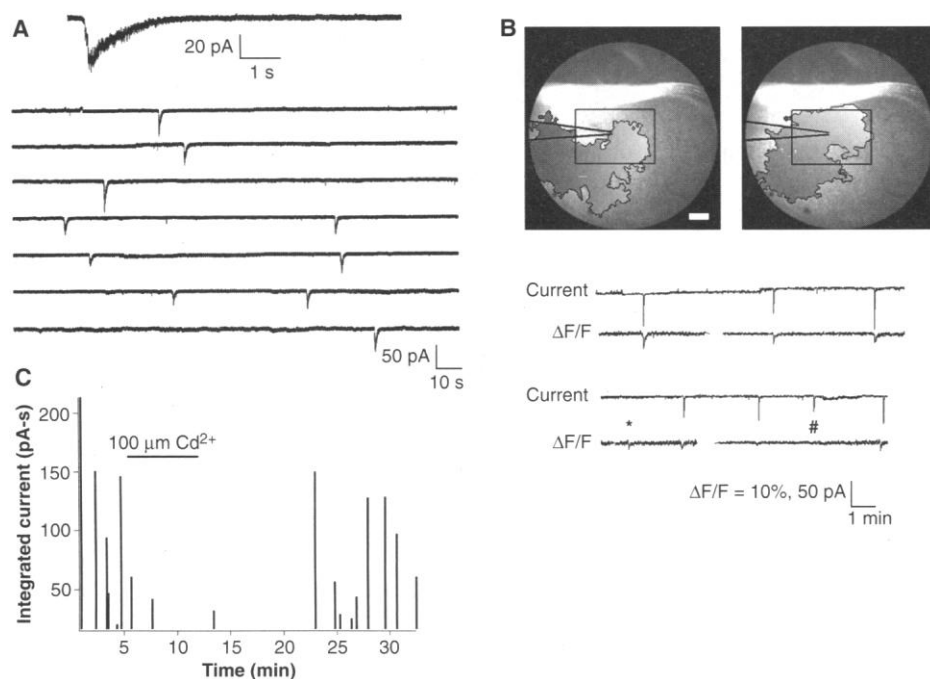 A
20 pA
1 s
50 pA
10 s
B
Current
ΔF/F
Current
*
#
ΔF/F
ΔF/F = 10%, 50 pA
1 min
C
100 μm Cd²⁺
Integrated current (pA-s)
200
150
100
50
5
10
15
20
25
30
Time (min)